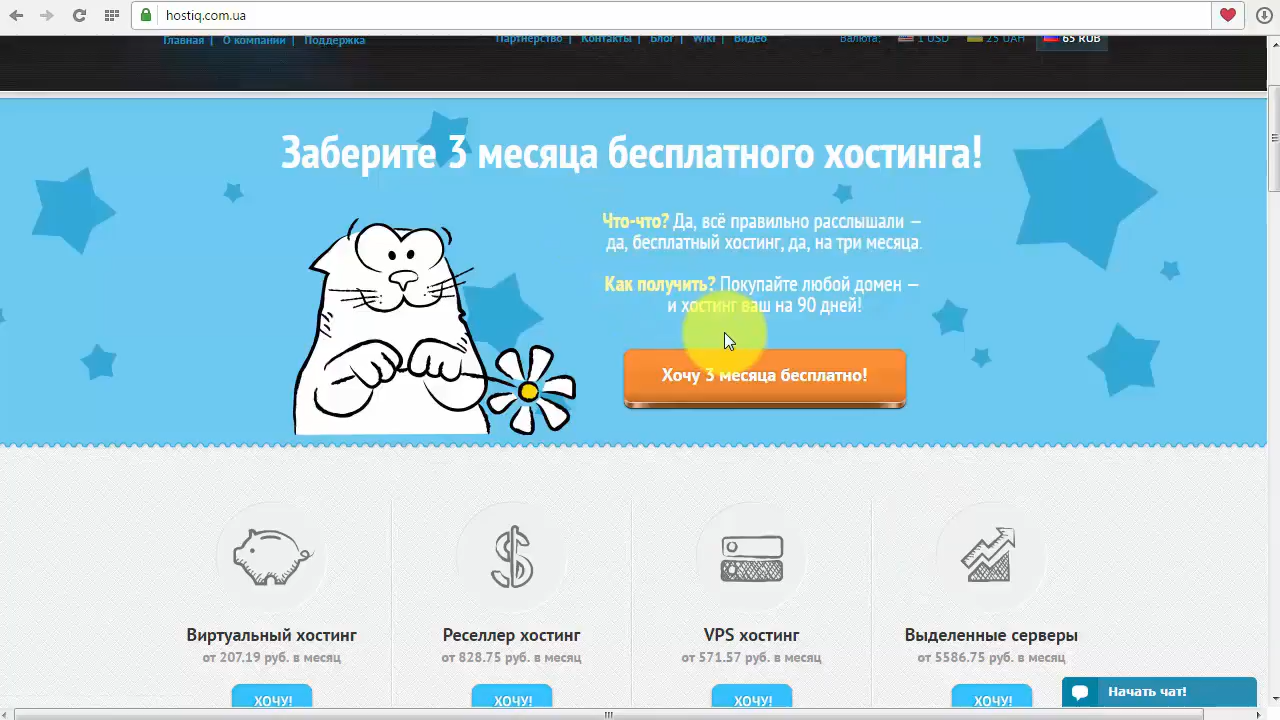 hostiq.com.ua
Главная | О компании | Поддержка
Партнерство | Контакты | Блог | Wiki | Видео
Валюта: 1 USD 25 UAH 65 RUB
Заберите 3 месяца бесплатного хостинга!
Что-что? Да, всё правильно расслышали —
да, бесплатный хостинг, да, на три месяца.
Как получить? Покупайте любой домен —
и хостинг ваш на 90 дней!
Хочу 3 месяца бесплатно!
Виртуальный хостинг
от 207.19 руб. в месяц
ХОЧУ!
Реселлер хостинг
от 828.75 руб. в месяц
ХОЧУ!
VPS хостинг
от 571.57 руб. в месяц
ХОЧУ!
Выделенные серверы
от 5586.75 руб. в месяц
ХОЧУ!
Начать чат!